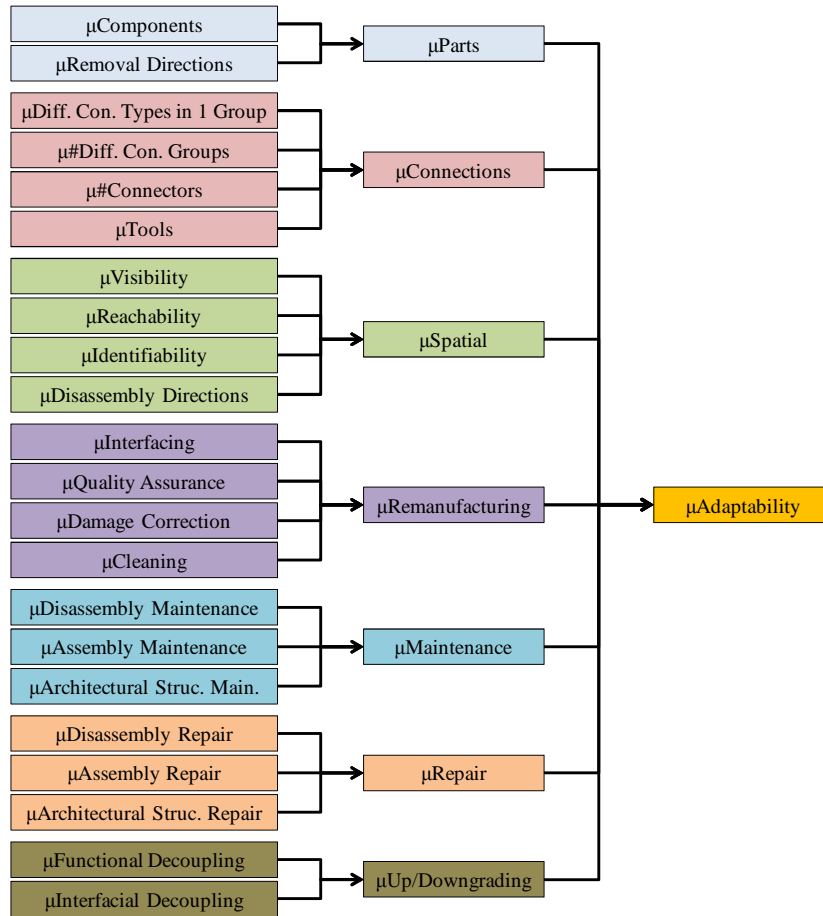 μComponents
μRemoval Directions
μParts
μDiff. Con. Types in 1 Group
μ#Diff. Con. Groups
μ#Connectors
μTools
μConnections
μVisibility
μReachability
μIdentifiability
μDisassembly Directions
μSpatial
μInterfacing
μQuality Assurance
μDamage Correction
μCleaning
μRemanufacturing
μAdaptability
μDisassembly Maintenance
μAssembly Maintenance
μArchitectural Struc. Main.
μMaintenance
μDisassembly Repair
μAssembly Repair
μArchitectural Struc. Repair
μRepair
μFunctional Decoupling
μInterfacial Decoupling
μUp/Downgrading